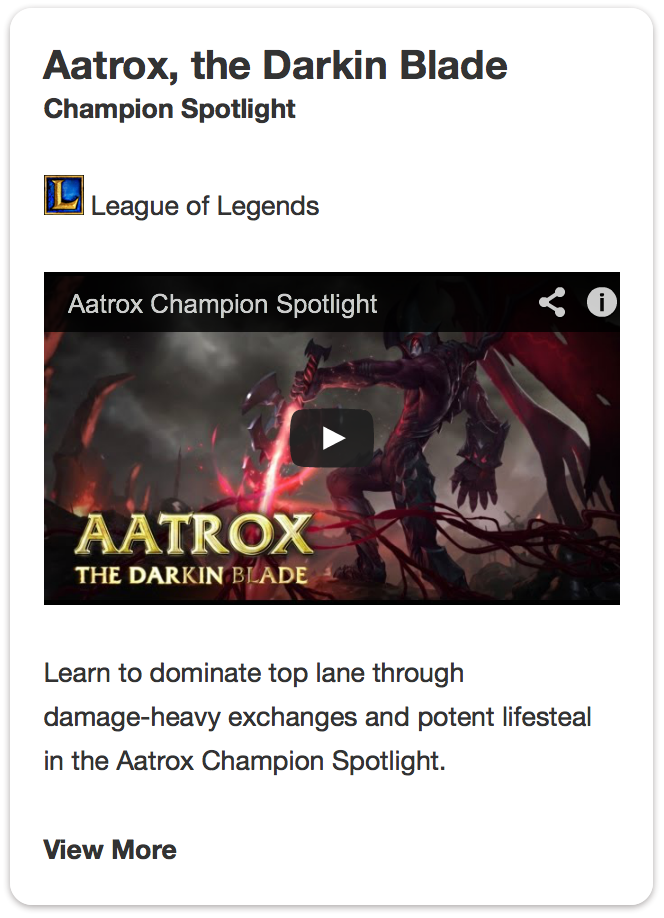 Aatrox, the Darkin Blade
Champion Spotlight
L League of Legends
Aatrox Champion Spotlight
AATROX
THE DARKIN BLADE
Learn to dominate top lane through
damage-heavy exchanges and potent lifesteal
in the Aatrox Champion Spotlight.
View More